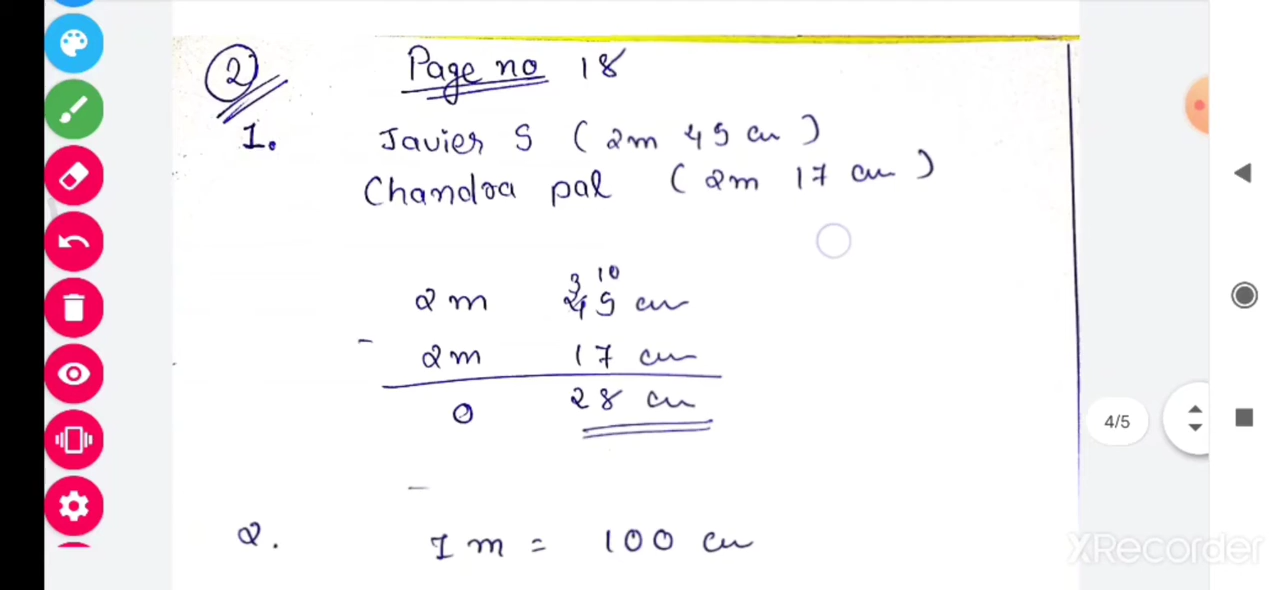 2
Page no 18
1. Javier S ( 2m 45 cm )
Chandra pal ( 2m 17 cm )
3 10
2 m 45 cm
- 2m 17 cm
0 28 cm
4/5
2. 1 m = 100 cm
XRecorder